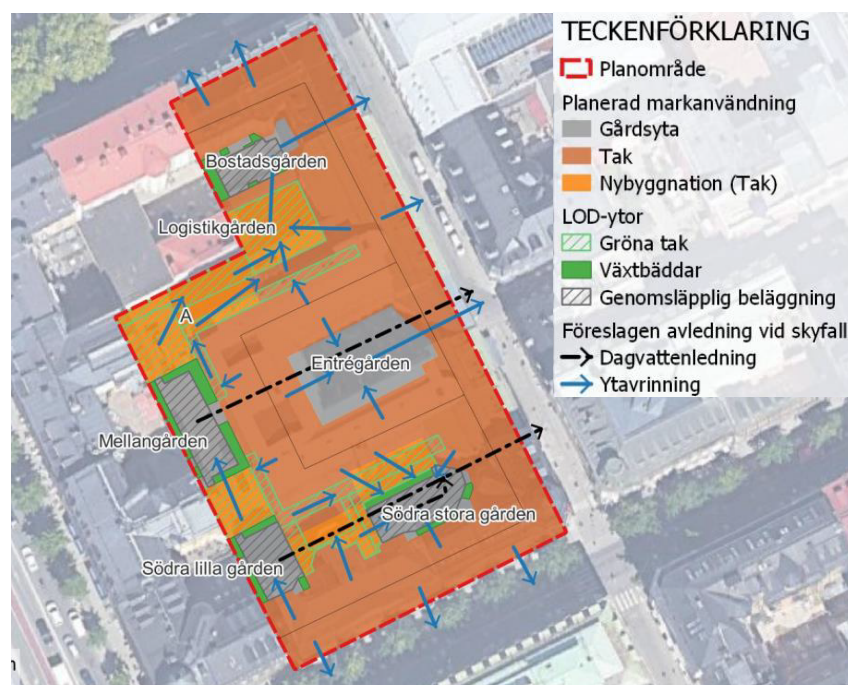 TECKENFÖRKLARING
Planområde
Planerad markanvändning
Gårdsyta
Tak
Nybyggnation (Tak)
LOD-ytor
Gröna tak
Växtbäddar
Genomsläpplig beläggning
Föreslagen avledning vid skyfall
Dagvattenledning
Ytavrinning
Bostadsgården
Logistikgården
A
Entrégården
Mellangården
Södra stora gården
Södra lilla gården
n